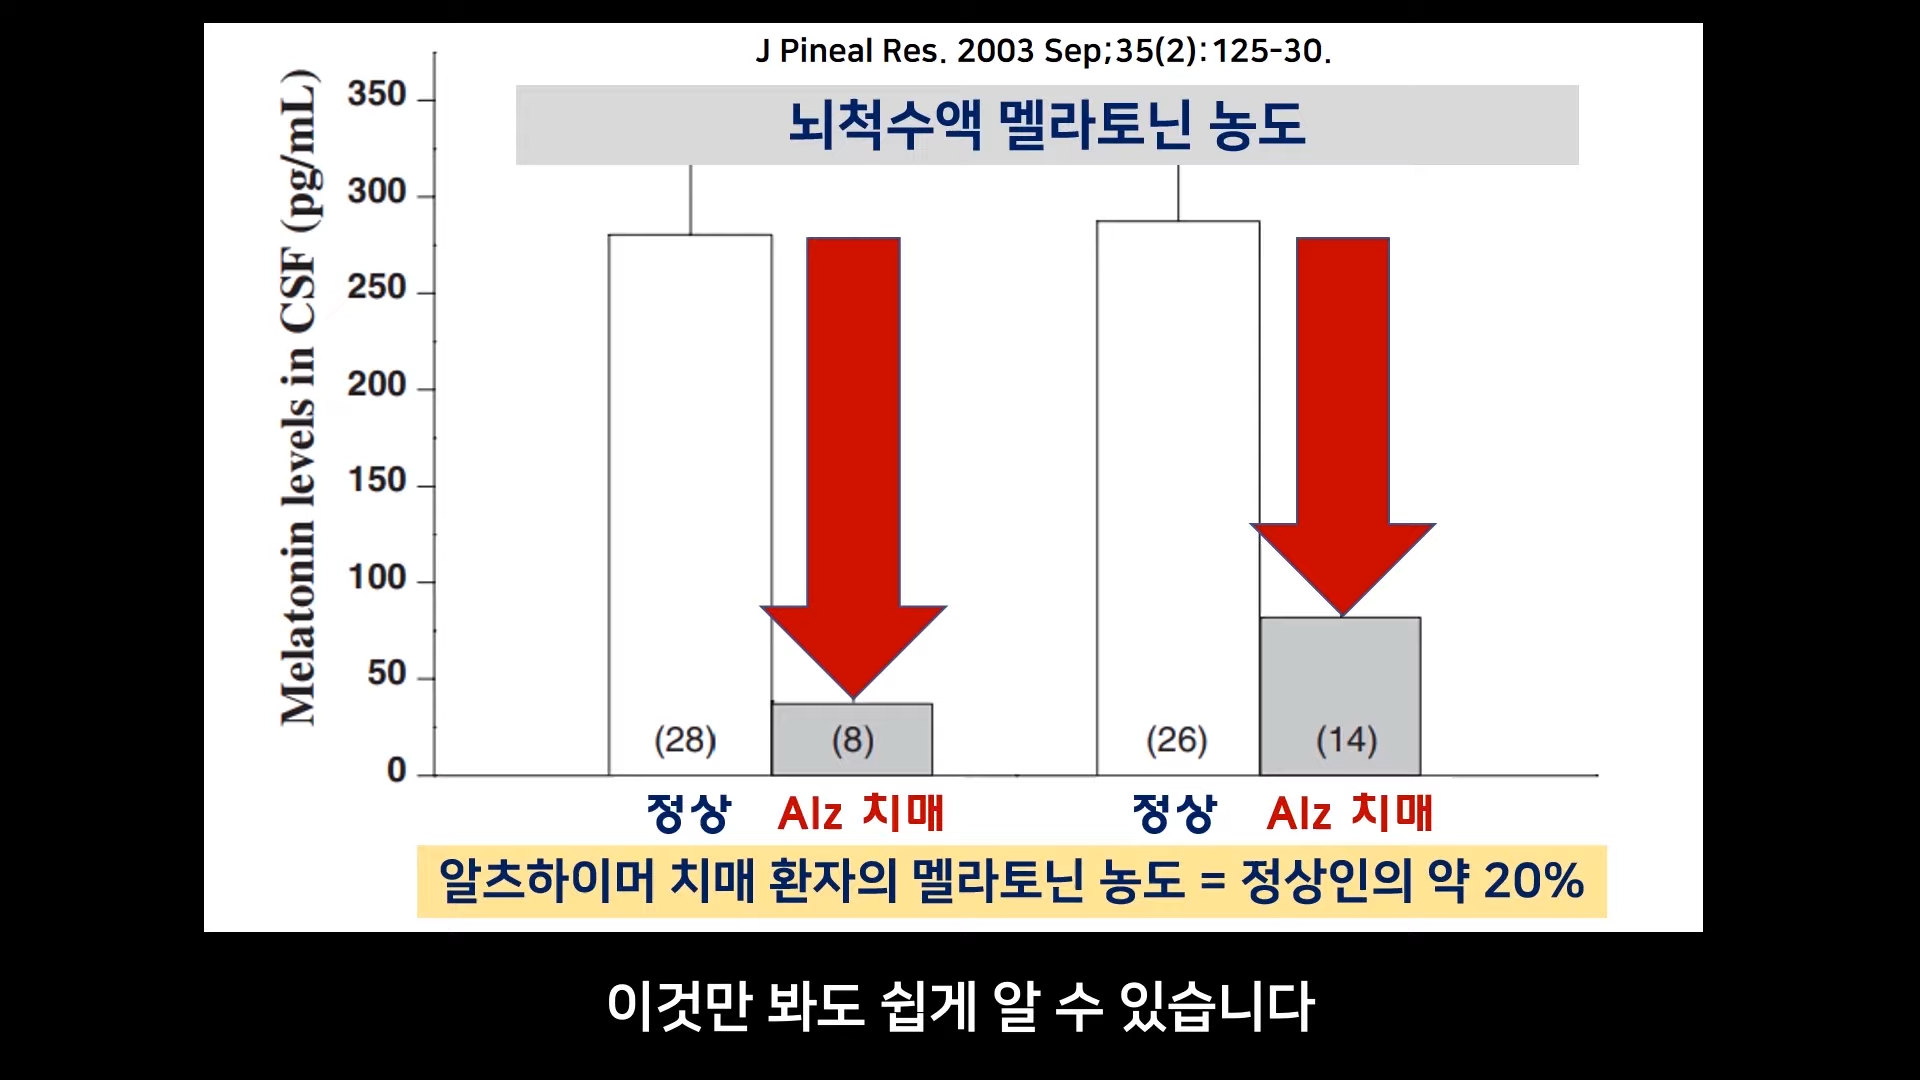 J Pineal Res. 2003 Sep;35(2):125-30.
뇌척수액 멜라토닌 농도
Melatonin levels in CSF (pg/mL)
350
300
250
200
150
100
50
0
(28) (8) (26) (14)
정상 Alz 치매 정상 Alz 치매
알츠하이머 치매 환자의 멜라토닌 농도 = 정상인의 약 20%
이것만 봐도 쉽게 알 수 있습니다